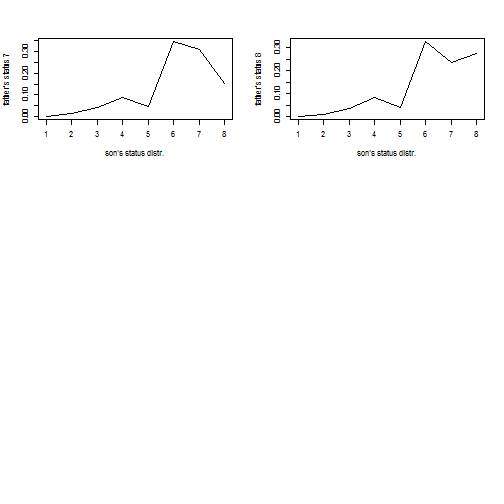 father's status 7
0.00 0.10 0.20 0.30
1 2 3 4 5 6 7 8
son's status distr.
father's status 8
0.00 0.10 0.20 0.30
1 2 3 4 5 6 7 8
son's status distr.